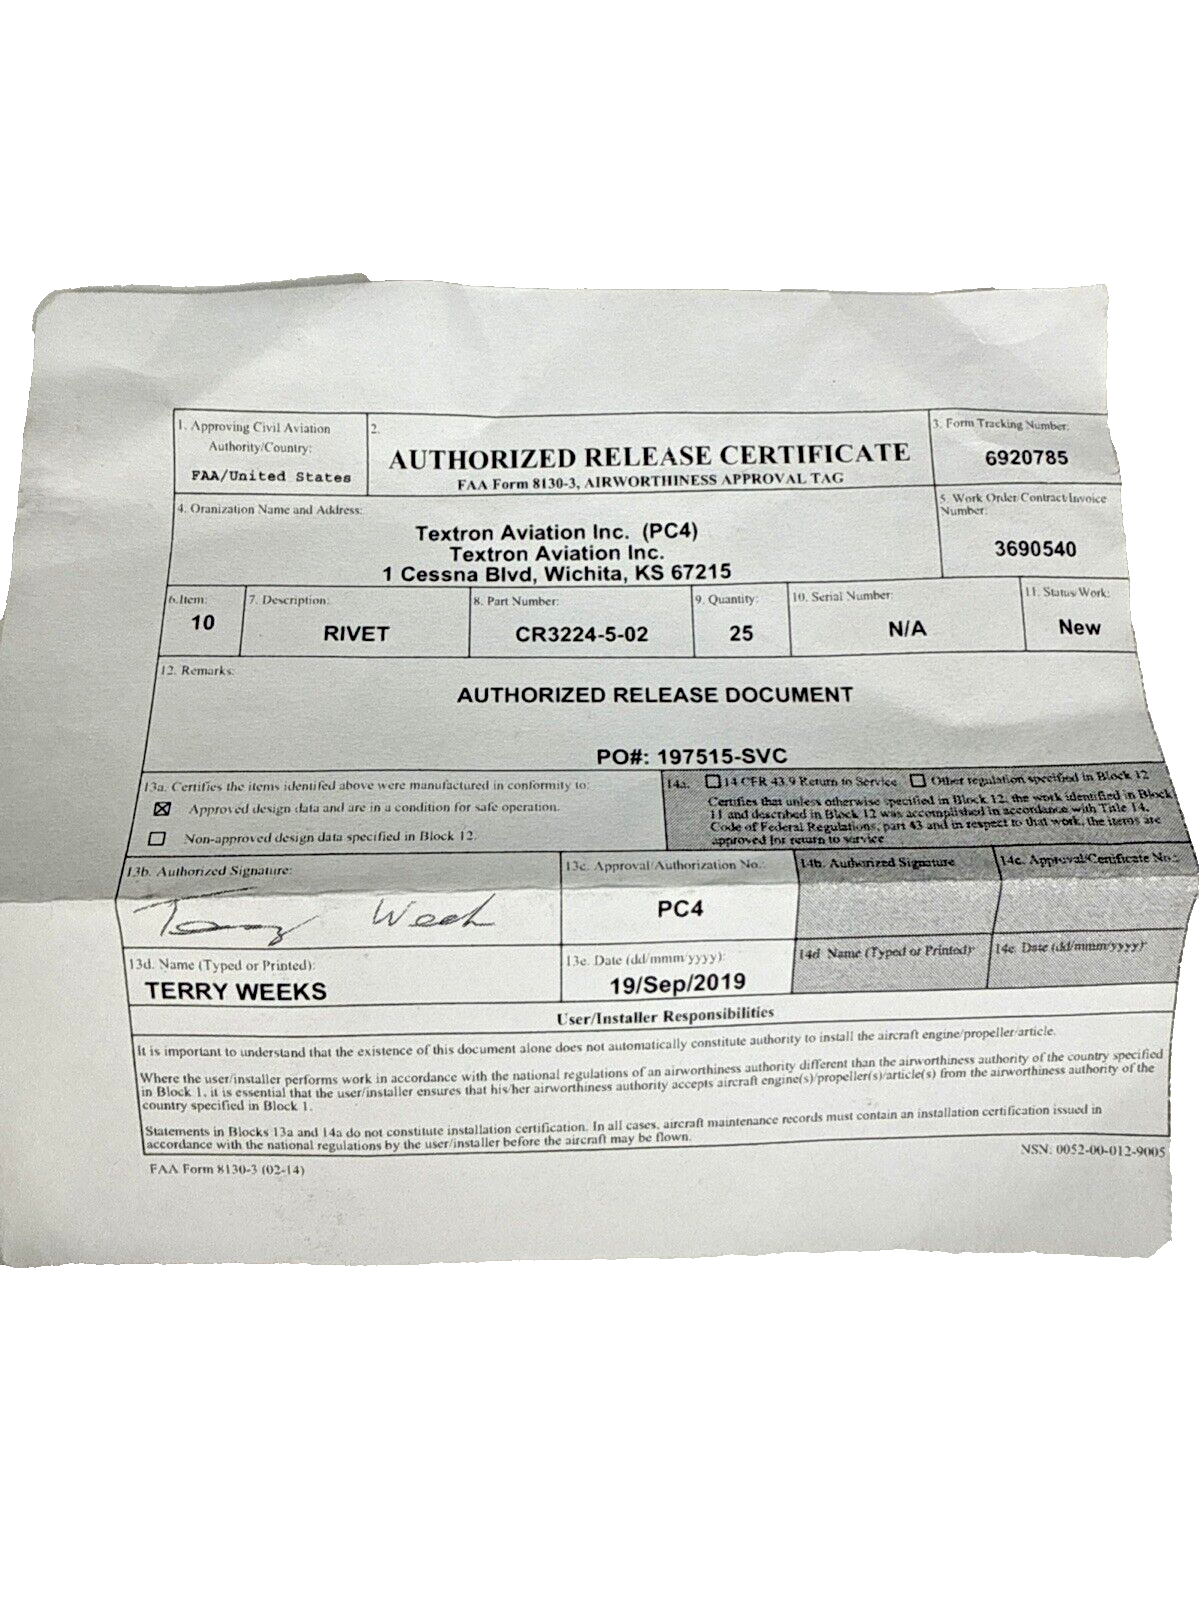 1. Approving Civil Aviation
Authority/Country:
FAA/United States
2.
AUTHORIZED RELEASE CERTIFICATE
FAA Form 8130-3, AIRWORTHINESS APPROVAL TAG
3. Form Tracking Number:
6920785
4. Oranization Name and Address:
Textron Aviation Inc. (PC4)
Textron Aviation Inc.
1 Cessna Blvd, Wichita, KS 67215
5. Work Order/Contract/Invoice
Number:
3690540
6. Item:
10
7. Description:
RIVET
8. Part Number:
CR3224-5-02
9. Quantity:
25
10. Serial Number:
N/A
11. Status/Work:
New
12. Remarks:
AUTHORIZED RELEASE DOCUMENT
PO#: 197515-SVC
13a. Certifies the items identifed above were manufactured in conformity to:
Approved design data and are in a condition for safe operation.
Non-approved design data specified in Block 12.
14a. 14 CFR 43.9 Return to Service Other regulation specified in Block 12
Certifies that unless otherwise specified in Block 12, the work identified in Block
11 and described in Block 12 was accomplished in accordance with Title 14,
Code of Federal Regulations, part 43 and in respect to that work, the items are
approved for return to service
13b. Authorized Signature:
Terry Weeks
13c. Approval/Authorization No.:
PC4
14b. Authorized Signature
14c. Approval/Certificate No.:
13d. Name (Typed or Printed):
TERRY WEEKS
13e. Date (dd/mmm/yyyy):
19/Sep/2019
14d Name (Typed or Printed)
14e. Date (dd/mmm/yyyy)
User/Installer Responsibilities
It is important to understand that the existence of this document alone does not automatically constitute authority to install the aircraft engine/propeller/article.
Where the user/installer performs work in accordance with the national regulations of an airworthiness authority different than the airworthiness authority of the country specified
in Block 1, it is essential that the user/installer ensures that his/her airworthiness authority accepts aircraft engine(s)/propeller(s)/article(s) from the airworthiness authority of the
country specified in Block 1.
Statements in Blocks 13a and 14a do not constitute installation certification. In all cases, aircraft maintenance records must contain an installation certification issued in
accordance with the national regulations by the user/installer before the aircraft may be flown.
FAA Form 8130-3 (02-14)
NSN: 0052-00-012-9005